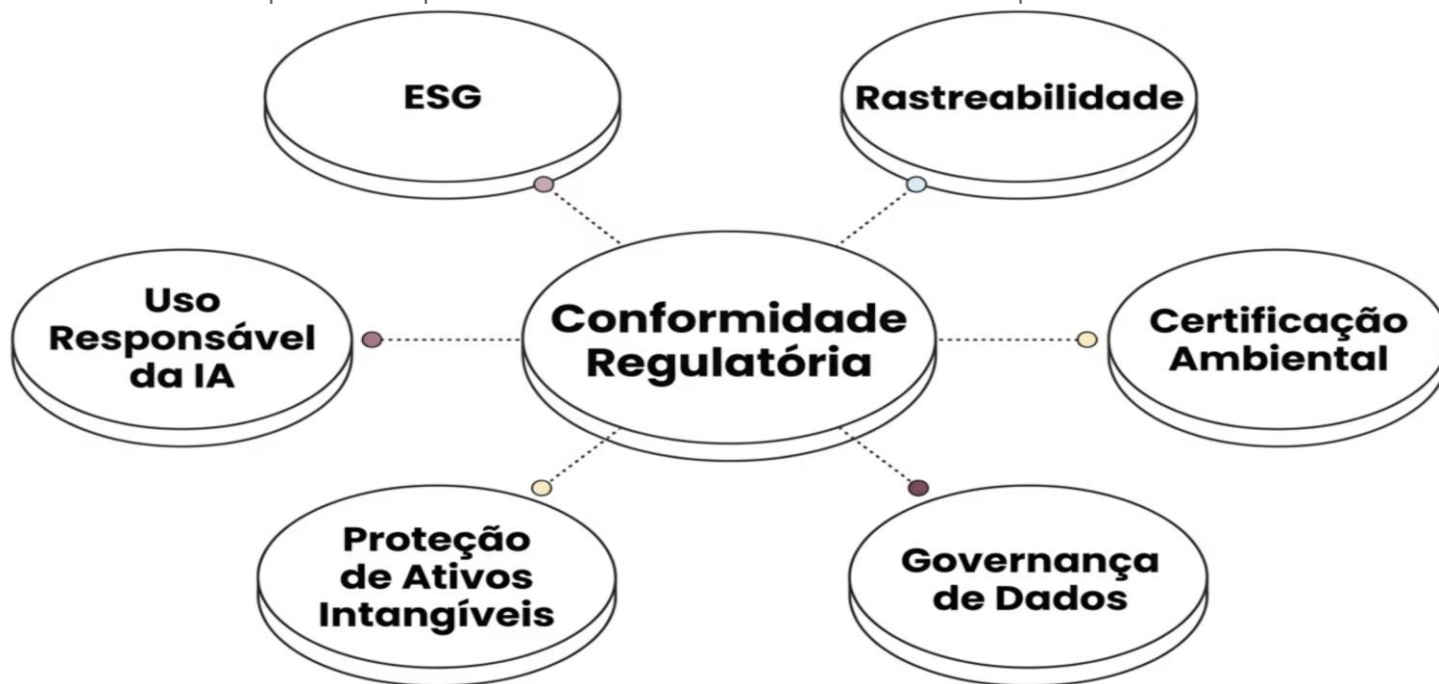 ESG
Rastreabilidade
Uso
Responsável
da IA
Conformidade
Regulatória
Certificação
Ambiental
Proteção
de Ativos
Intangíveis
Governança
de Dados